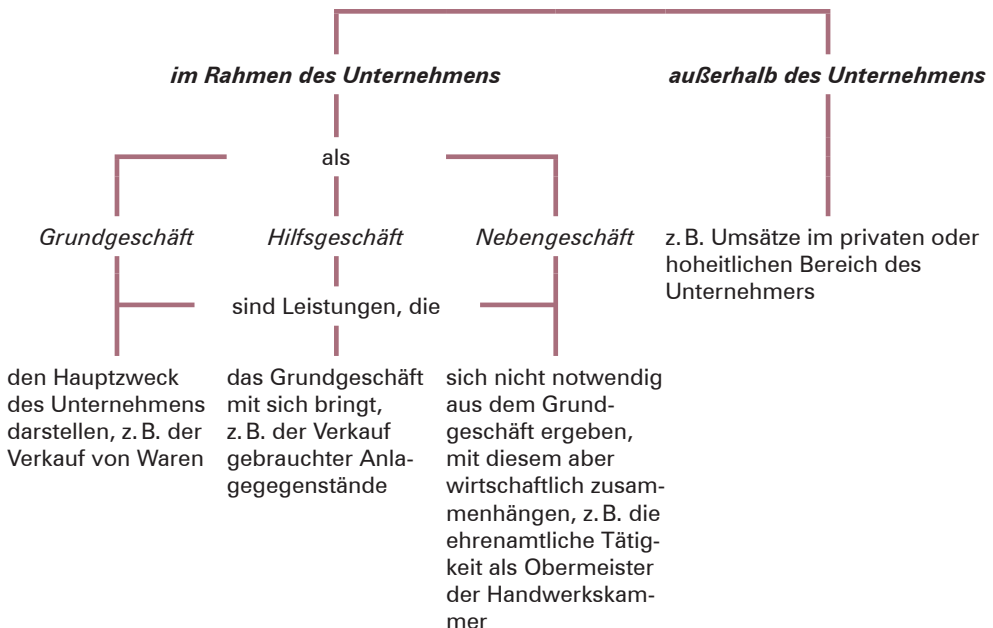 im Rahmen des Unternehmens
außerhalb des Unternehmens
als
Grundgeschäft
Hilfsgeschäft
Nebengeschäft
z. B. Umsätze im privaten oder
hoheitlichen Bereich des
Unternehmers
sind Leistungen, die
den Hauptzweck
des Unternehmens
darstellen, z. B. der
Verkauf von Waren
das Grundgeschäft
mit sich bringt,
z. B. der Verkauf
gebrauchter Anla-
gegegenstände
sich nicht notwendig
aus dem Grund-
geschäft ergeben,
mit diesem aber
wirtschaftlich zusam-
menhängen, z. B. die
ehrenamtliche Tätig-
keit als Obermeister
der Handwerkskam-
mer